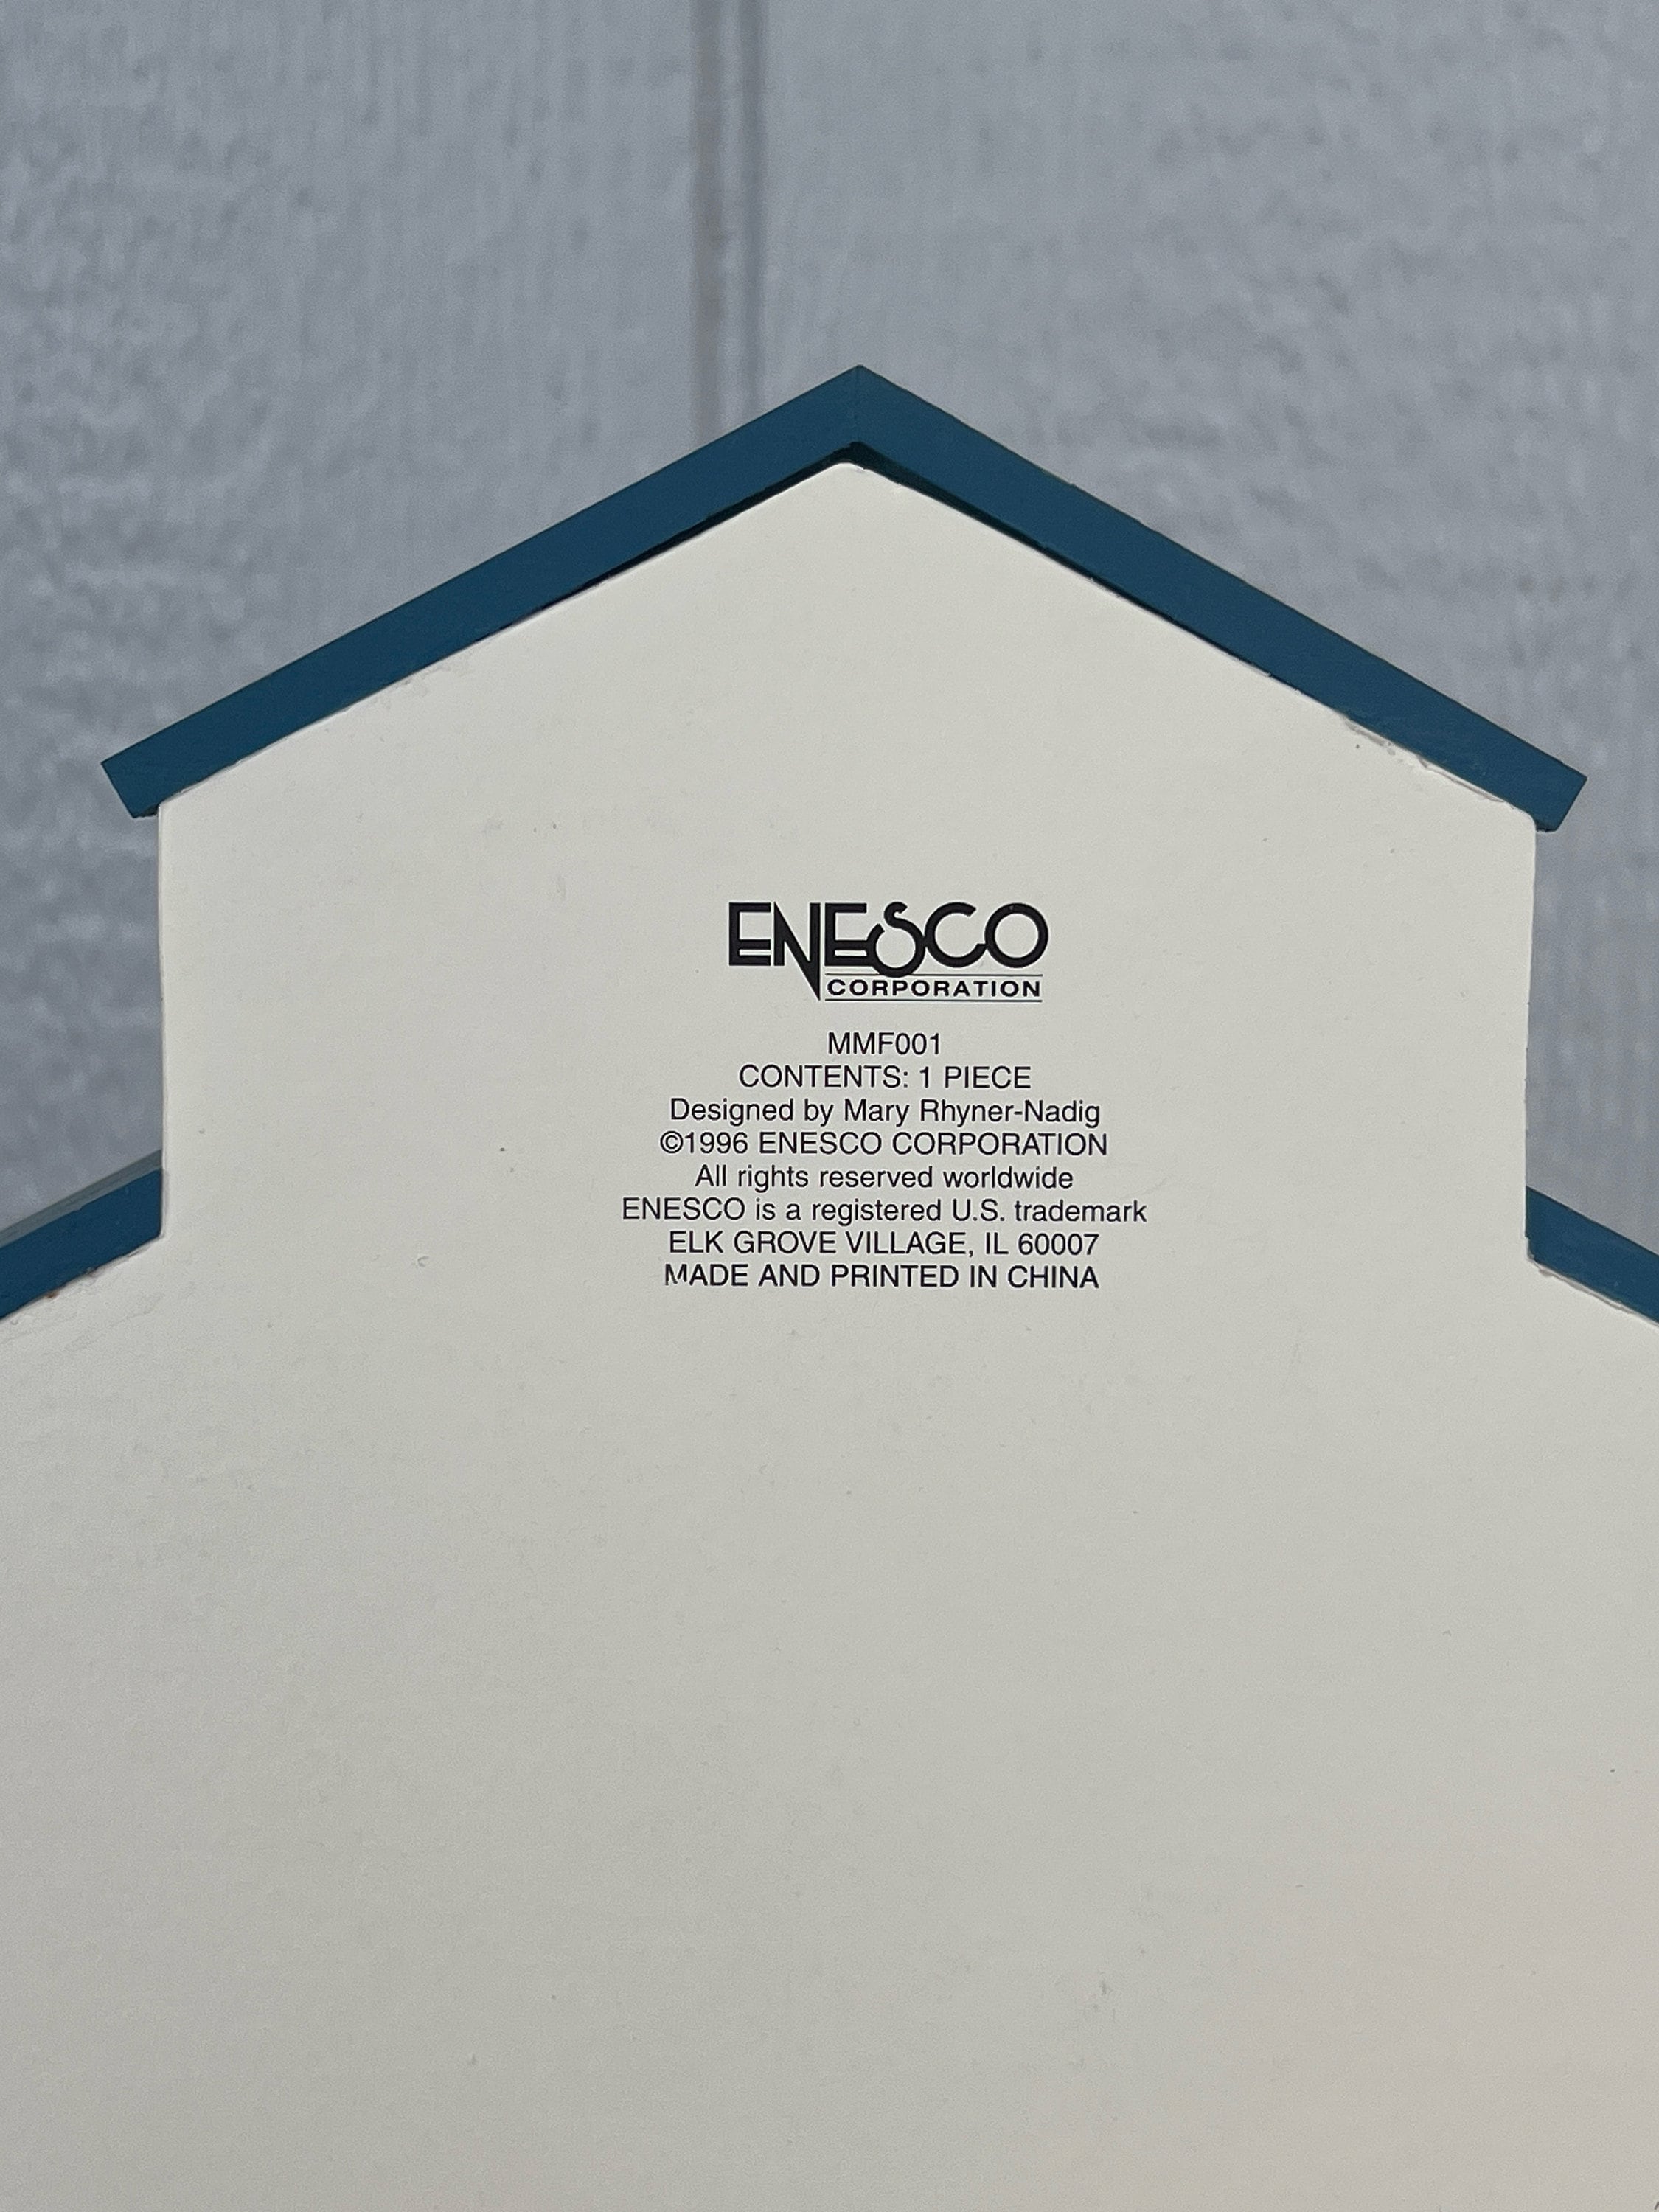 ENESCO
CORPORATION
MMF001
CONTENTS: 1 PIECE
Designed by Mary Rhyner-Nadig
©1996 ENESCO CORPORATION
All rights reserved worldwide
ENESCO is a registered U.S. trademark
ELK GROVE VILLAGE, IL 60007
MADE AND PRINTED IN CHINA